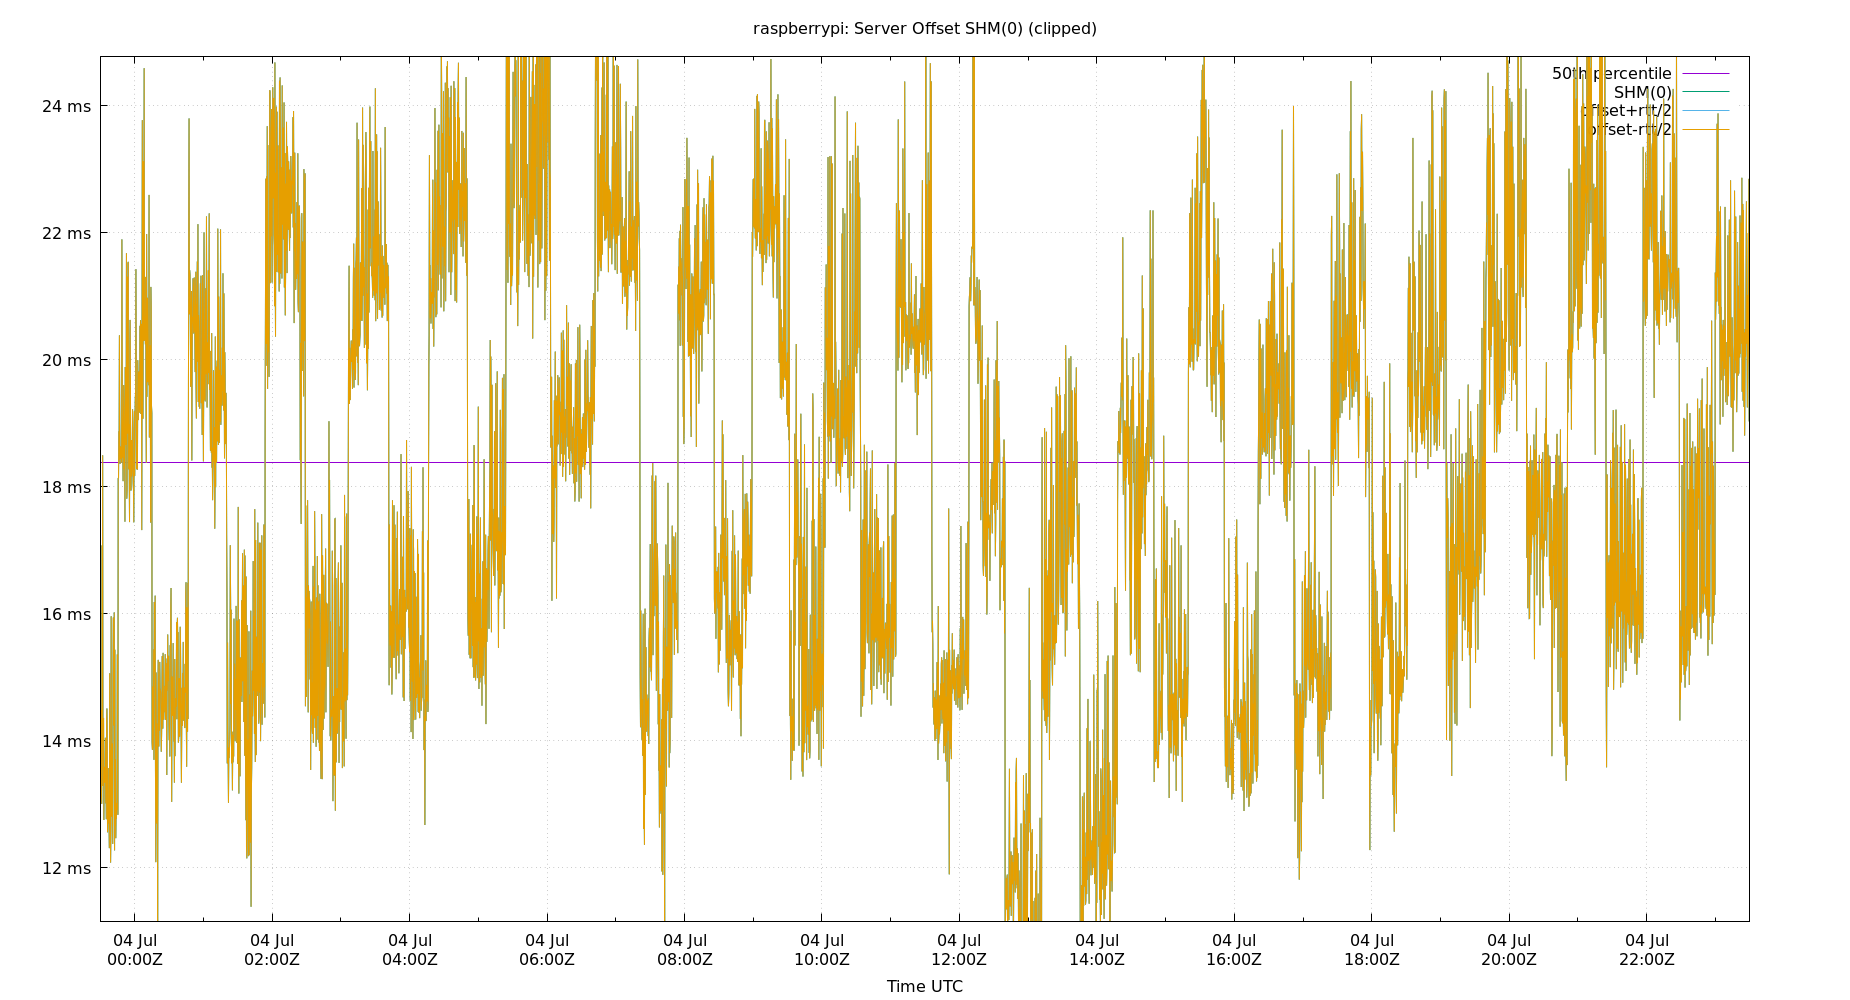 raspberrypi: Server Offset SHM(0) (clipped)
50th percentile
SHM(0)
offset+rtt/2
offset-rtt/2
24 ms
22 ms
20 ms
18 ms
16 ms
14 ms
12 ms
04 Jul 04 Jul 04 Jul 04 Jul 04 Jul 04 Jul 04 Jul 04 Jul 04 Jul 04 Jul 04 Jul 04 Jul
00:00Z 02:00Z 04:00Z 06:00Z 08:00Z 10:00Z 12:00Z 14:00Z 16:00Z 18:00Z 20:00Z 22:00Z
Time UTC